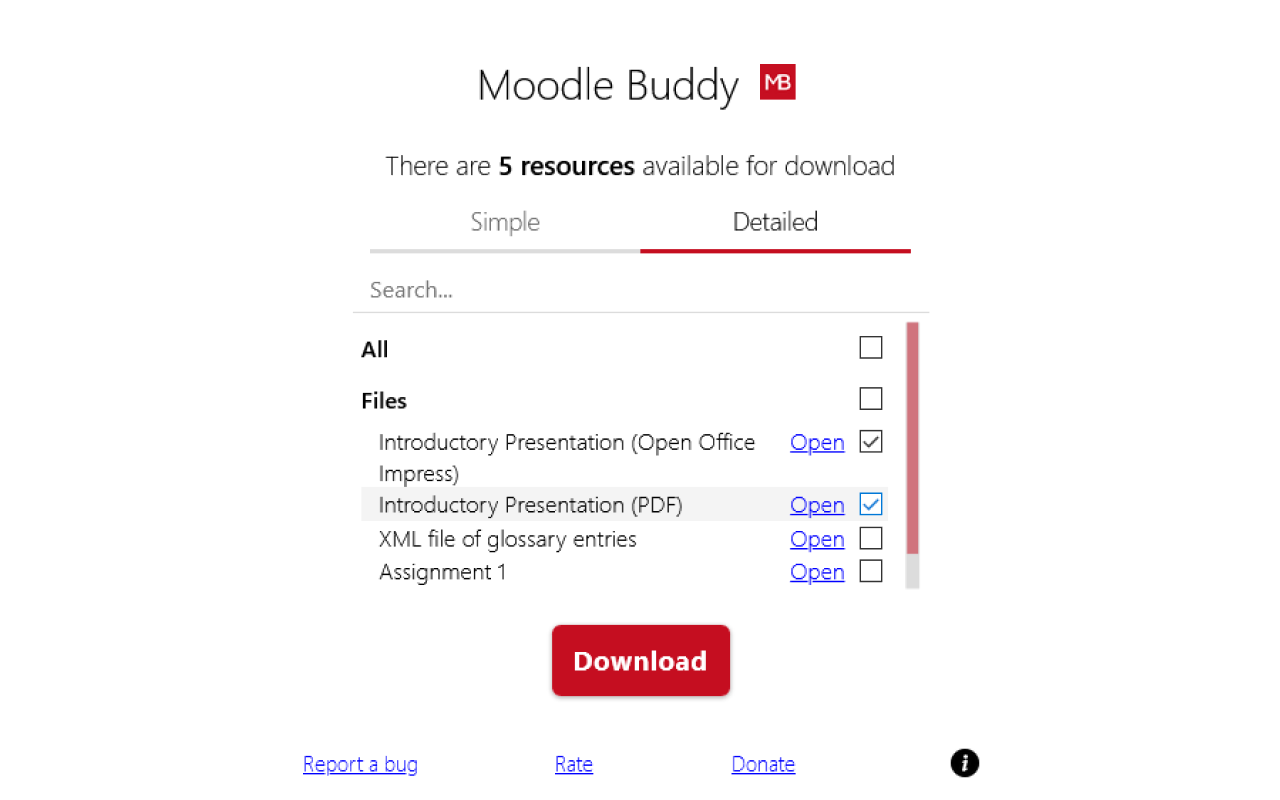 Moodle Buddy MB
There are 5 resources available for download
Simple Detailed
Search...
All
Files
Introductory Presentation (Open Office Open
Impress)
Introductory Presentation (PDF) Open
XML file of glossary entries Open
Assignment 1 Open
Download
Report a bug Rate Donate i